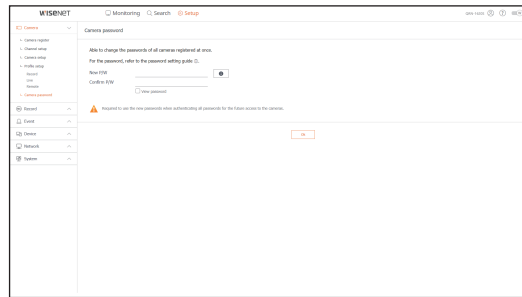 WISENET
Monitoring Search Setup
Camera
Camera register
Channel setup
Camera setup
Profile setup
Record
Live
Remote
Camera password
Record
Event
Device
Network
System
Camera password
Able to change the passwords of all cameras registered at once.
For the password, refer to the password setting guide
New P/W
Confirm P/W
View password
Required to use the new passwords when authenticating all passwords for the future access to the cameras.